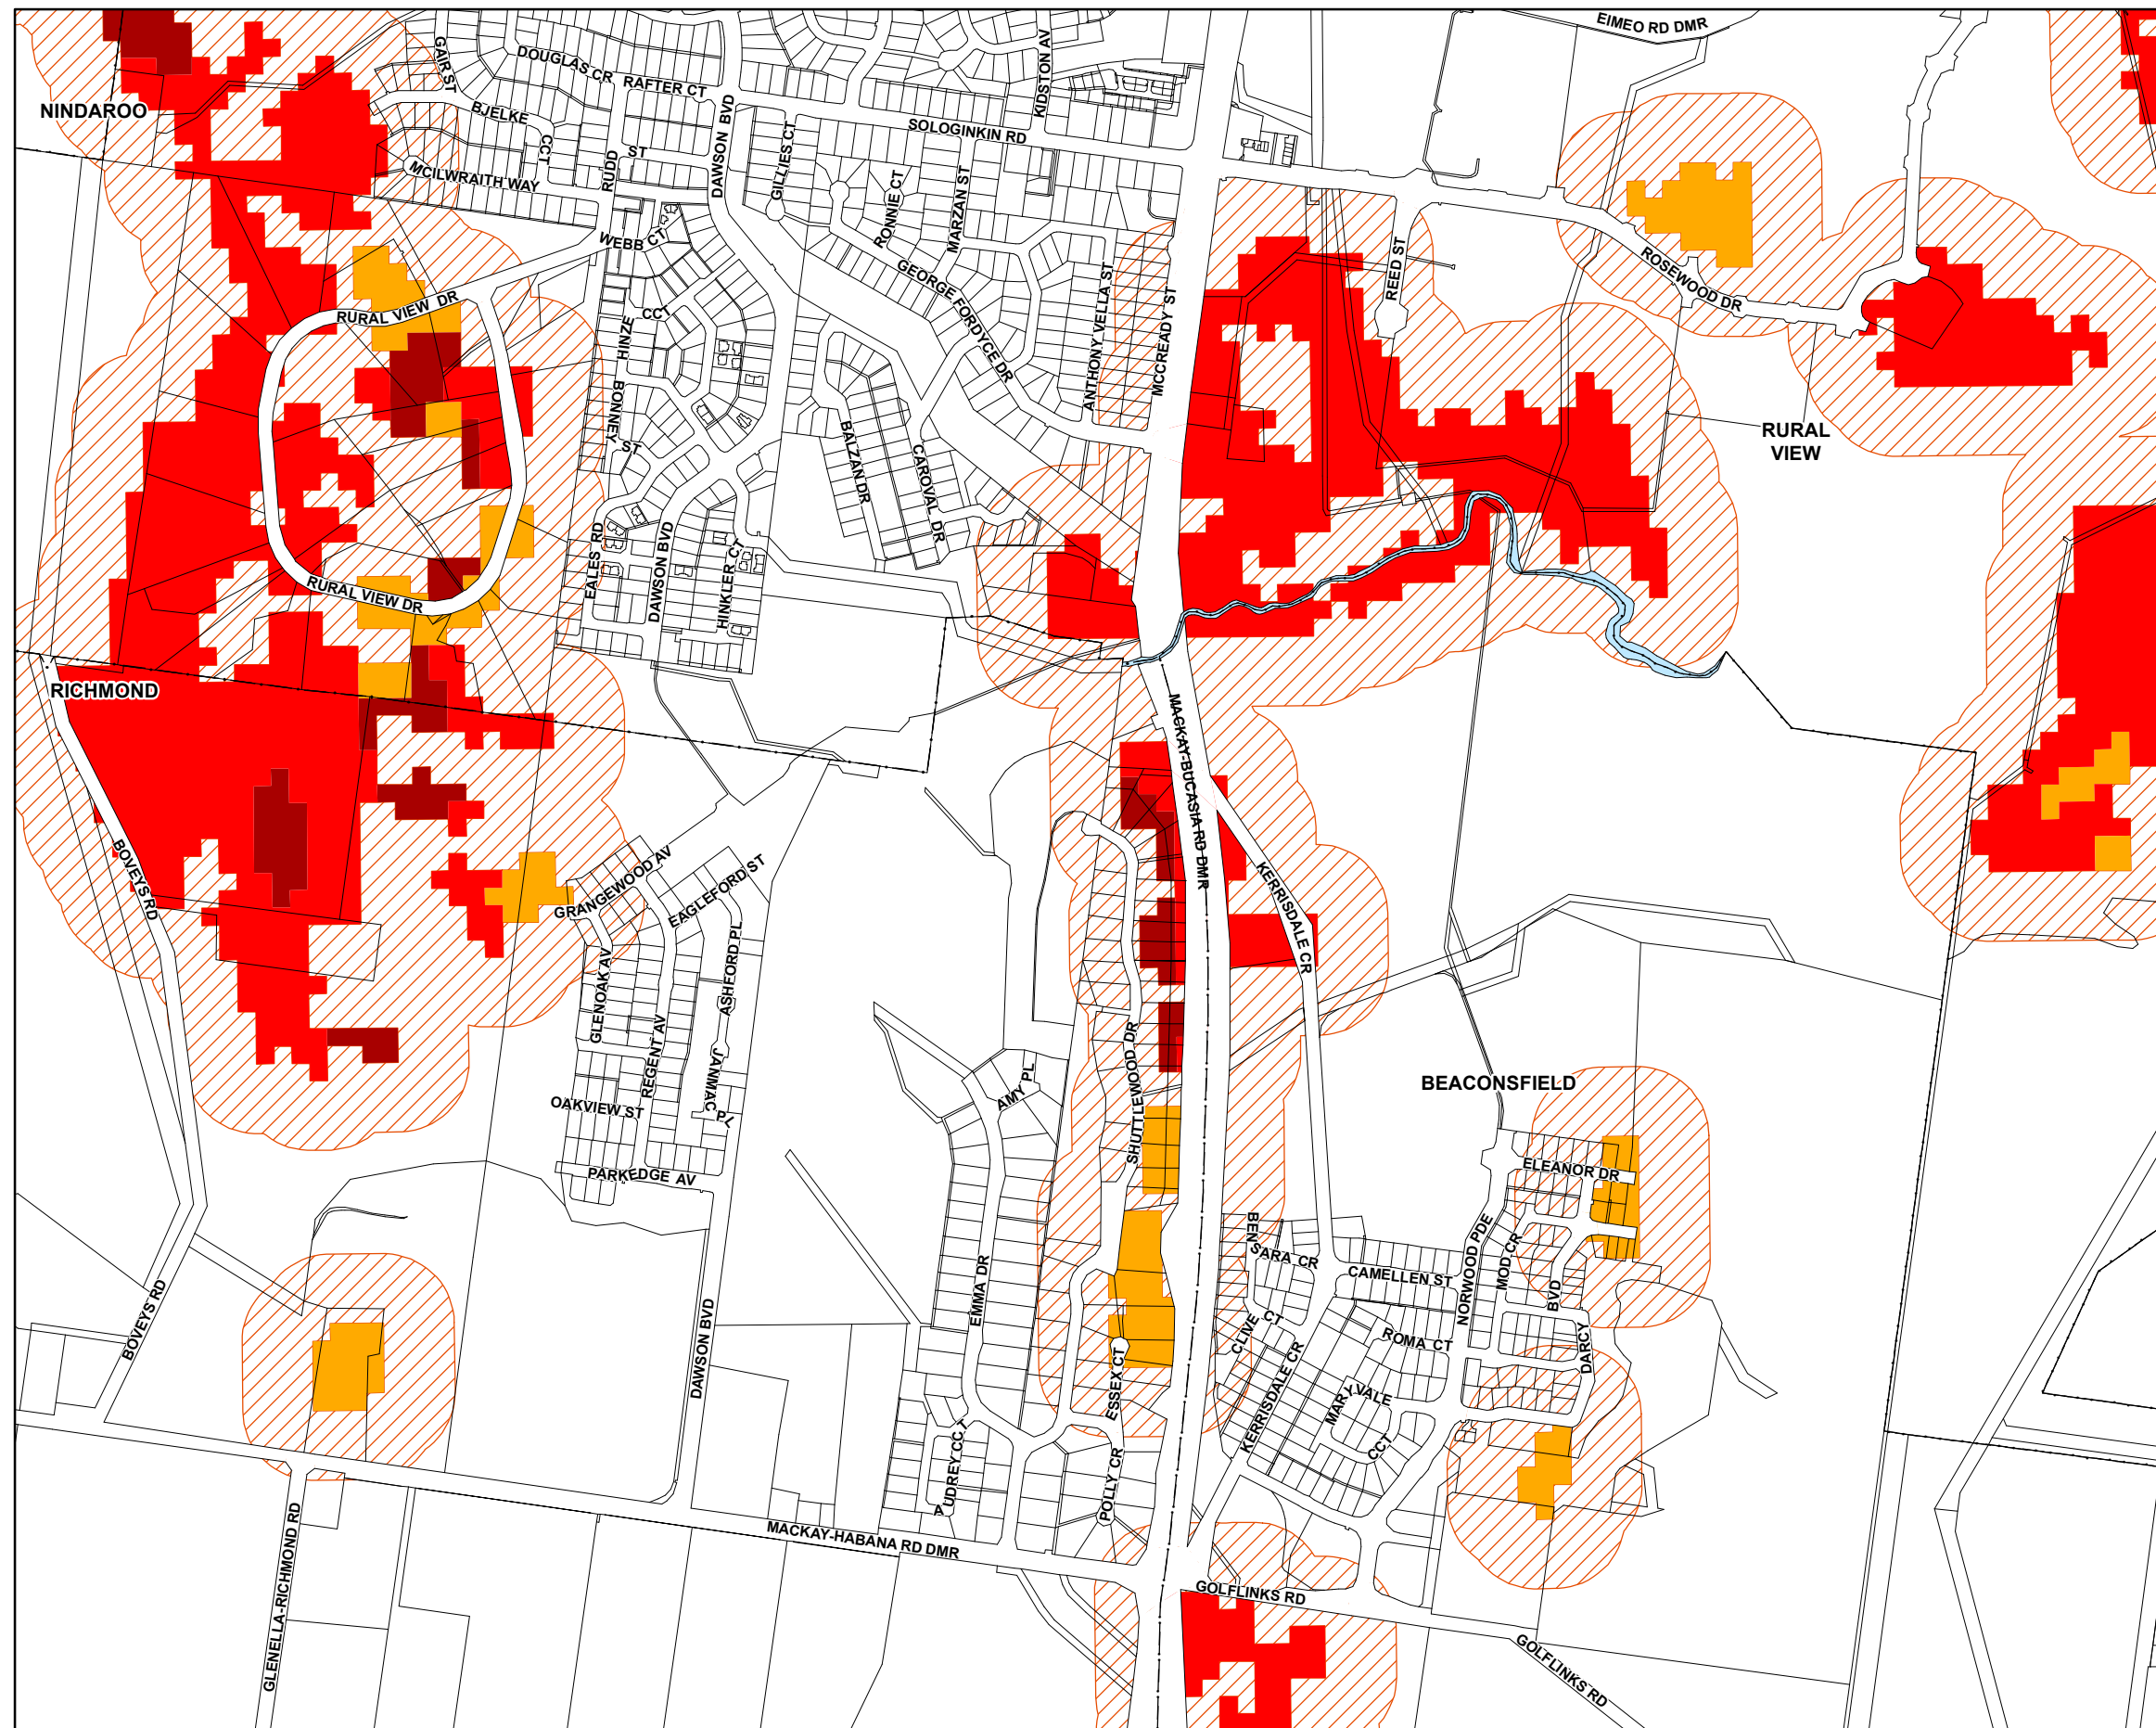 EIMEO RD DMR
GAIR ST
DOUGLAS CR
RAFTER CT
KIDSTON AV
NINDAROO
BJELKE
CCT
DAWSON BVD
GILLIES CT
SOLOGINKIN RD
MCILWRAITH WAY
RUDD
ST
RONNIE CT
MARZAN ST
WEBB CT
REED ST
ROSEWOOD DR
GEORGE FORDYCE DR
ANTHONY VELLA ST
MCCREADY ST
RURAL VIEW DR
HINZE
CCT
BONNEY
ST
BALZAN DR
CAROVAL DR
RURAL
VIEW
EALES RD
DAWSON BVD
HINKLER CT
RURAL VIEW DR
RICHMOND
MACKAY-BUCASIA RD DMR
BOVEYS RD
GRANGEWOOD AV
EAGLEFORD ST
KERRISDALE CR
GLENOAK AV
ASHFORD PL
REGENT AV
JANMAC
PL
SHUTTLEWOOD DR
AMY PL
OAKVIEW ST
BEACONSFIELD
PARKEDGE AV
ELEANOR DR
BEN
SARA CR
CAMELLEN ST
NORWOOD PDE
MOD CR
BVD
DARCY
BOVEYS RD
DAWSON BVD
EMMA DR
CLIVE CT
ROMA CT
ESSEX CT
KERRISDALE CR
MARYVALE
CCT
AUDREY CCT
POLLY CR
GLENELLA-RICHMOND RD
MACKAY-HABANA RD DMR
GOLFLINKS RD
GOLFLINKS RD